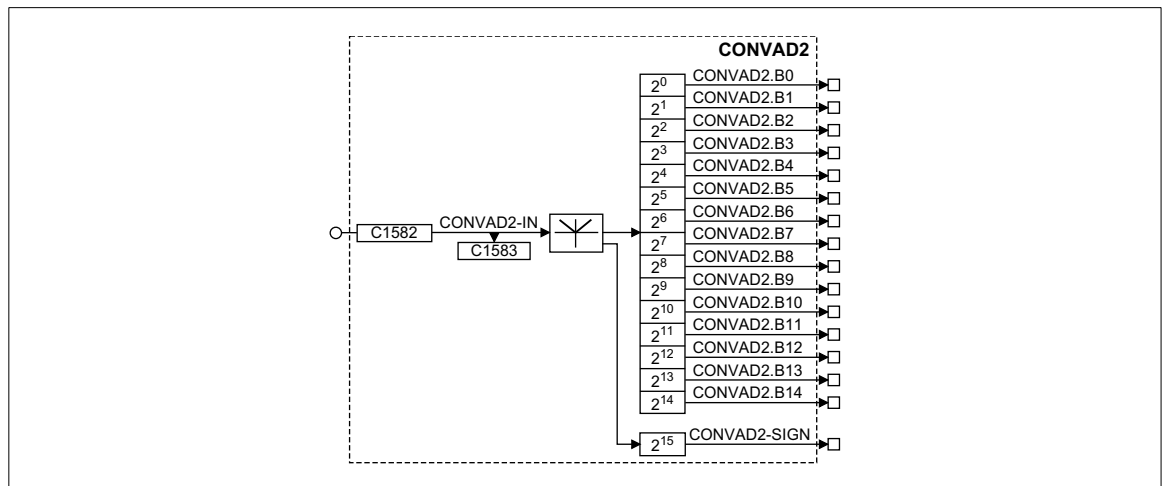 CONVAD2
2⁰ CONVAD2.B0
2¹ CONVAD2.B1
2² CONVAD2.B2
2³ CONVAD2.B3
2⁴ CONVAD2.B4
2⁵ CONVAD2.B5
2⁶ CONVAD2.B6
C1582 CONVAD2-IN
C1583
2⁷ CONVAD2.B7
2⁸ CONVAD2.B8
2⁹ CONVAD2.B9
2¹⁰ CONVAD2.B10
2¹¹ CONVAD2.B11
2¹² CONVAD2.B12
2¹³ CONVAD2.B13
2¹⁴ CONVAD2.B14
2¹⁵ CONVAD2-SIGN